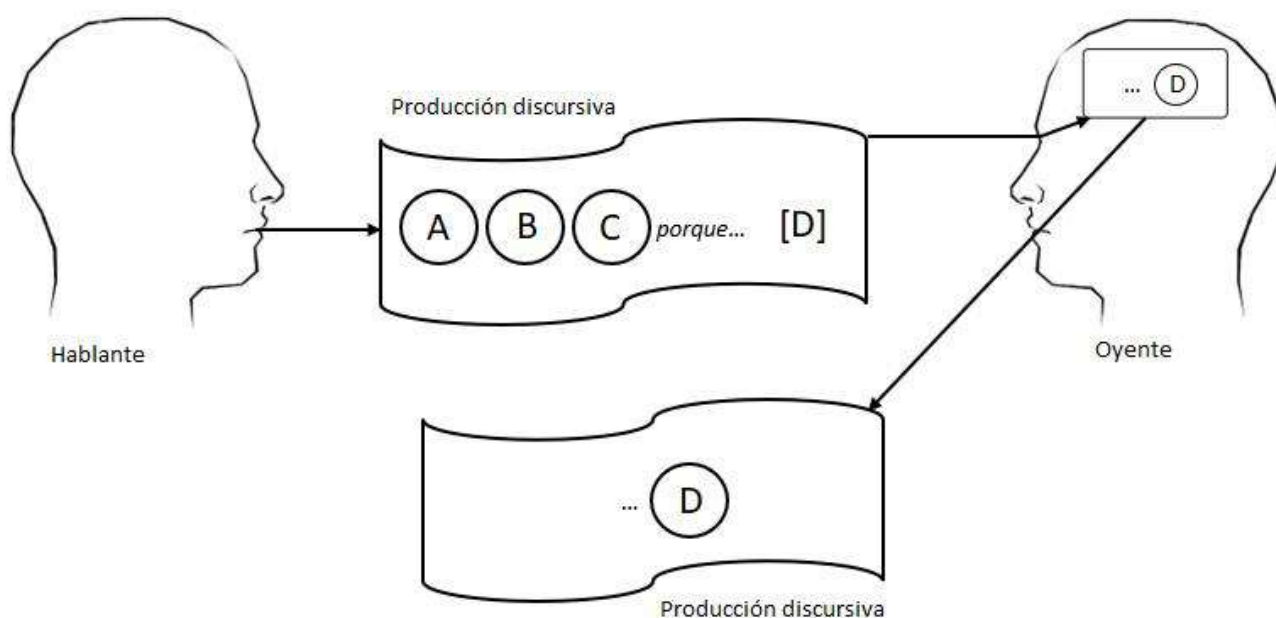 Producción discursiva
... D
A B C porque... [D]
Hablante
Oyente
... D
Producción discursiva